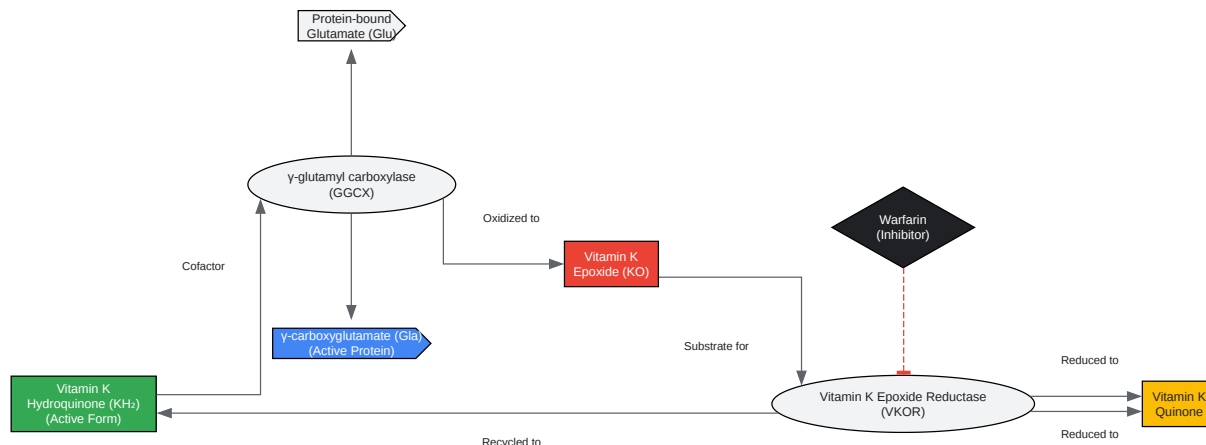 Protein-bound
Glutamate (Glu)
γ-glutamyl carboxylase
(GGCX)
Oxidized to
Warfarin
(Inhibitor)
Cofactor
Vitamin K
Epoxide (KO)
γ-carboxyglutamate (Gla)
(Active Protein)
Substrate for
Reduced to
Vitamin K
Hydroquinone (KH₂)
(Active Form)
Vitamin K Epoxide Reductase
(VKOR)
Vitamin K
Quinone
Recycled to
Reduced to